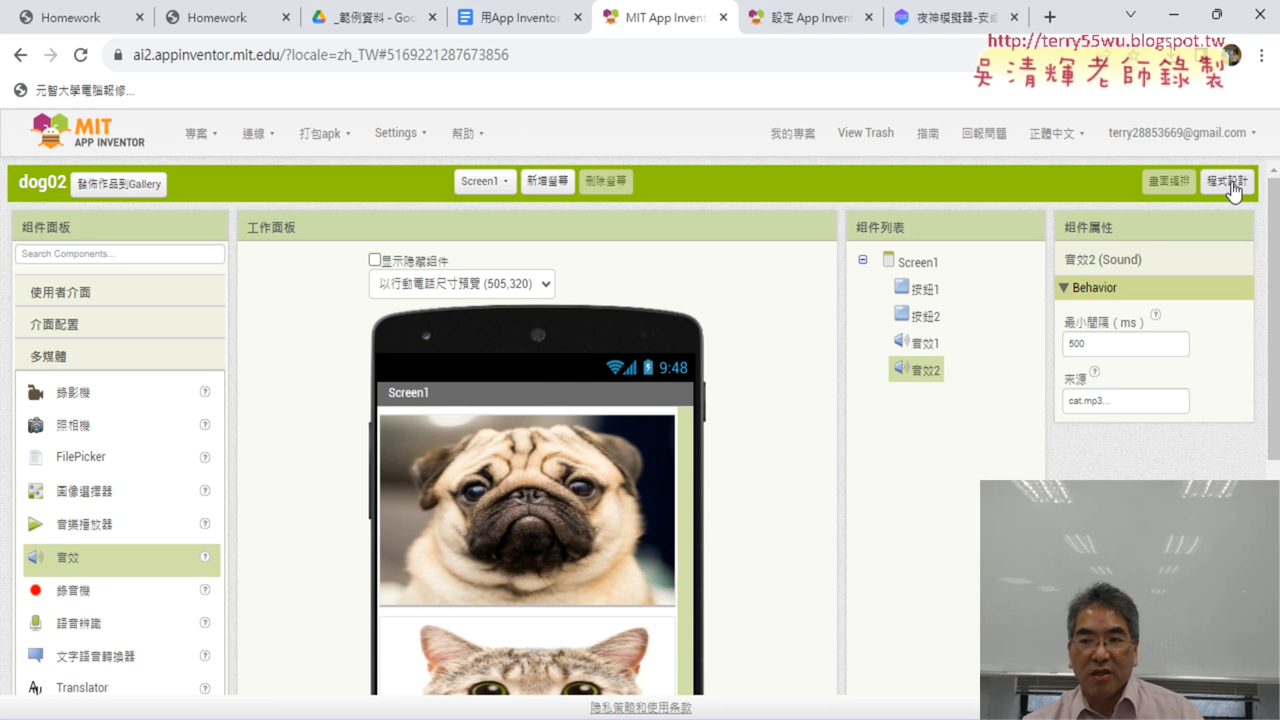 Homework
Homework
_範例資料 - Goo
用App Inventor
MIT App Invent
設定 App Inven
夜神模擬器-安卓
ai2.appinventor.mit.edu/?locale=zh_TW#5169221287673856
http://terry55wu.blogspot.tw
吳清輝老師錄製
元智大學電腦報修...
MIT
APP INVENTOR
專案
連線
打包apk
Settings
幫助
我的專案
View Trash
指南
回報問題
正體中文
terry28853669@gmail.com
dog02
發佈作品到Gallery
Screen1
新增螢幕
刪除螢幕
畫面編排
程式設計
組件面板
工作面板
組件列表
組件屬性
Search Components...
使用者介面
介面配置
多媒體
錄影機
照相機
FilePicker
圖像選擇器
音樂播放器
音效
錄音機
語音辨識
文字語音轉換器
Translator
显示隐藏组件
以行動電話尺寸預覽 (505,320)
9:48
Screen1
Screen1
按鈕1
按鈕2
音效1
音效2
音效2 (Sound)
Behavior
最小間隔 ( ms )
500
來源
cat.mp3...
隐私策略和使用条款